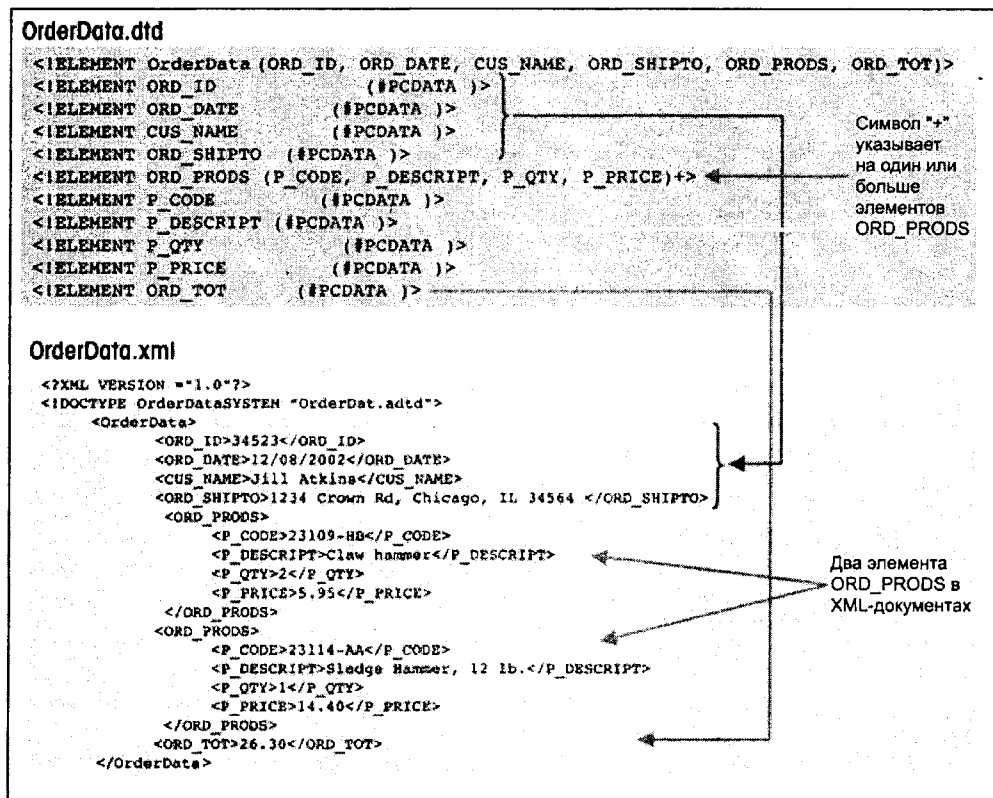 OrderData.dtd
<!ELEMENT OrderData (ORD_ID, ORD_DATE, CUS_NAME, ORD_SHIPTO, ORD_PRODS, ORD_TOT)>
<!ELEMENT ORD_ID (#PCDATA )>
<!ELEMENT ORD_DATE (#PCDATA )>
<!ELEMENT CUS_NAME (#PCDATA )>
<!ELEMENT ORD_SHIPTO (#PCDATA )>
<!ELEMENT ORD_PRODS (P_CODE, P_DESCRIPT, P_QTY, P_PRICE)+>
<!ELEMENT P_CODE (#PCDATA )>
<!ELEMENT P_DESCRIPT (#PCDATA )>
<!ELEMENT P_QTY (#PCDATA )>
<!ELEMENT P_PRICE (#PCDATA )>
<!ELEMENT ORD_TOT (#PCDATA )>
Символ "+"
указывает
на один или
больше
элементов
ORD_PRODS
OrderData.xml
<?XML VERSION ="1.0"?>
<!DOCTYPE OrderDataSYSTEM "OrderDat.adtd">
<OrderData>
<ORD_ID>34523</ORD_ID>
<ORD_DATE>12/08/2002</ORD_DATE>
<CUS_NAME>Jill Atkins</CUS_NAME>
<ORD_SHIPTO>1234 Crown Rd, Chicago, IL 34564 </ORD_SHIPTO>
<ORD_PRODS>
<P_CODE>23109-HB</P_CODE>
<P_DESCRIPT>Claw hammer</P_DESCRIPT>
<P_QTY>2</P_QTY>
<P_PRICE>5.95</P_PRICE>
</ORD_PRODS>
<ORD_PRODS>
<P_CODE>23114-AA</P_CODE>
<P_DESCRIPT>Sledge Hammer, 12 lb.</P_DESCRIPT>
<P_QTY>1</P_QTY>
<P_PRICE>14.40</P_PRICE>
</ORD_PRODS>
<ORD_TOT>26.30</ORD_TOT>
</OrderData>
Два элемента
ORD_PRODS в
XML-документах